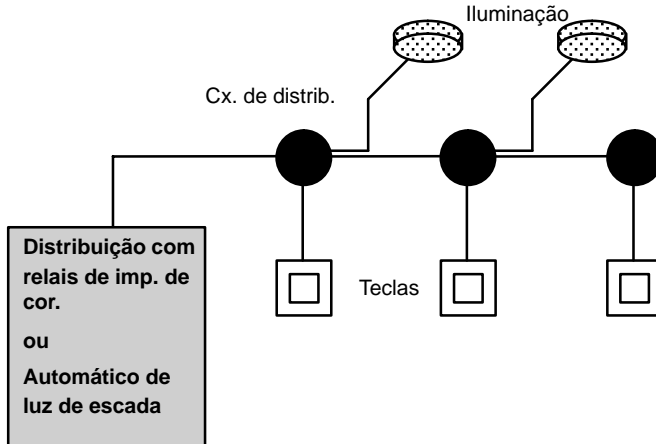 Iluminação
Cx. de distrib.
Distribuição com
relais de imp. de
cor.
ou
Automático de
luz de escada
Teclas